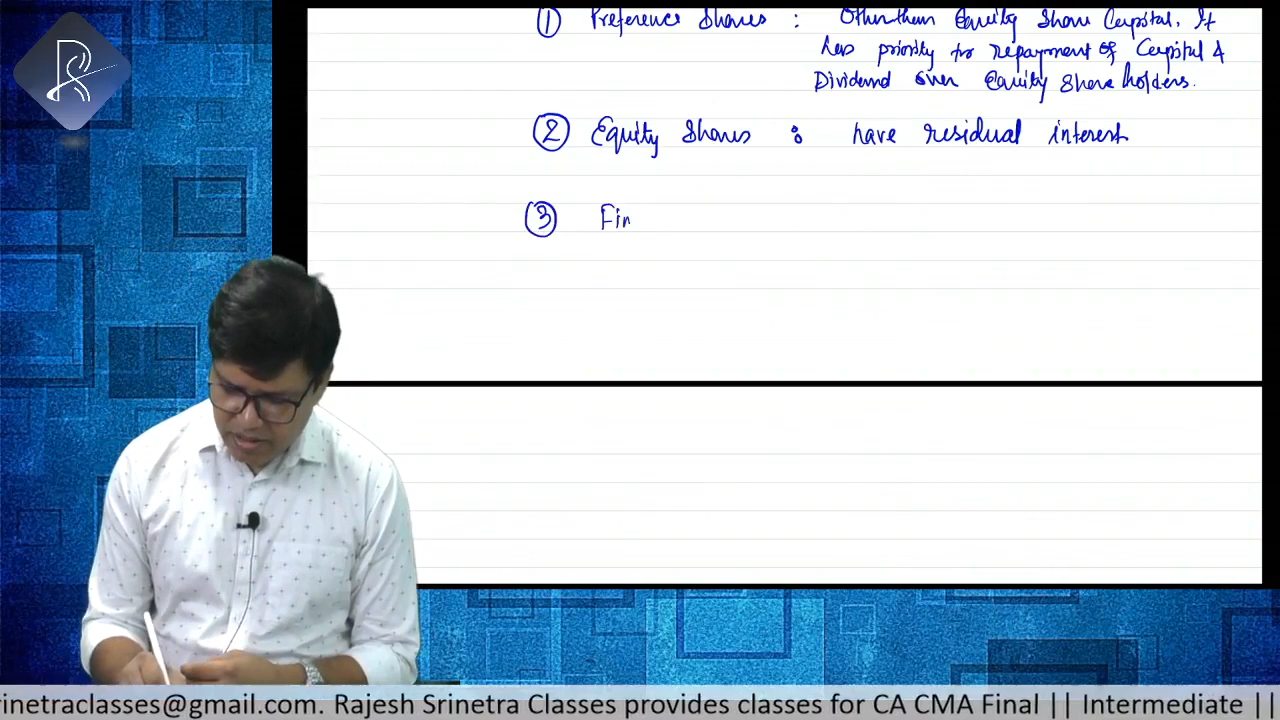 ① Preference Shares : Other than Equity Share Capital. It
has priority for repayment of Capital &
Dividend over Equity Share holders.
② Equity Shares : have residual interest
③ Fin
rinetraclasses@gmail.com. Rajesh Srinetra Classes provides classes for CA CMA Final || Intermediate ||